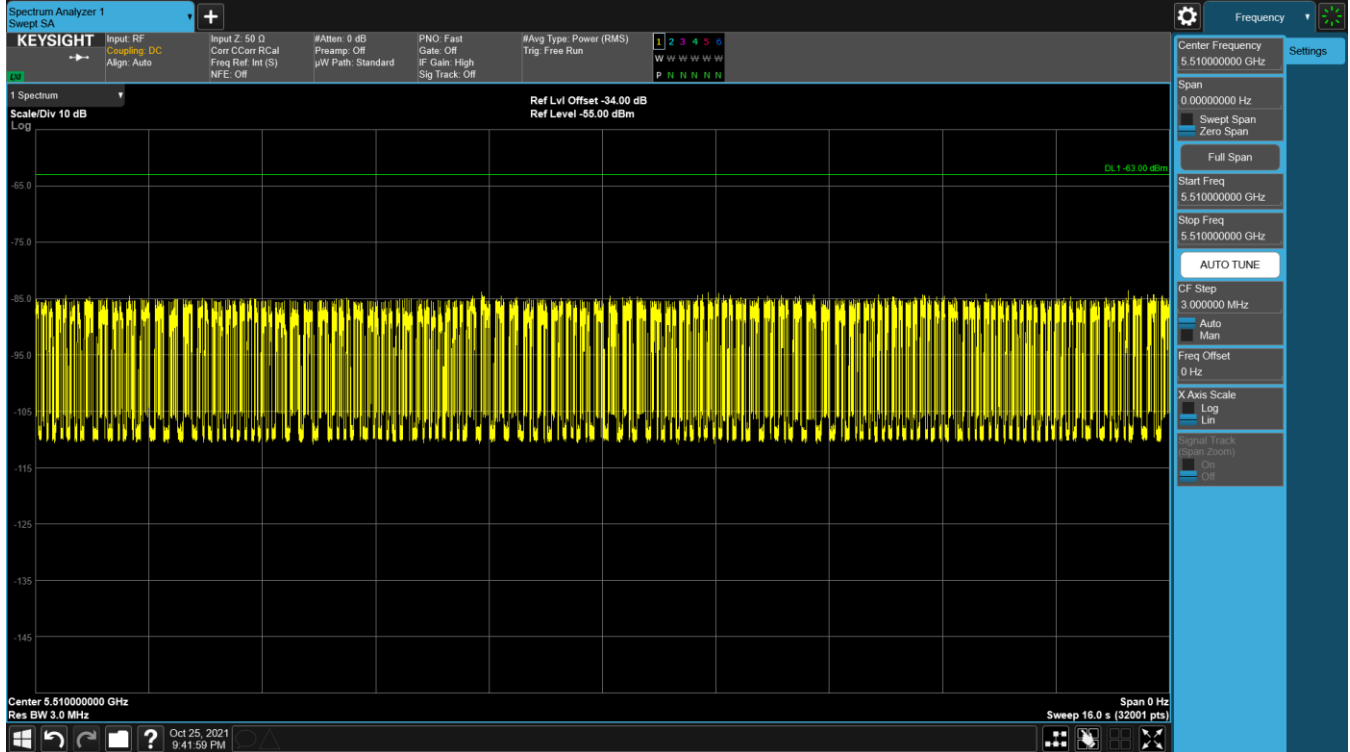 Spectrum Analyzer 1
Swept SA
Frequency
KEYSIGHT
Input: RF
Coupling: DC
Align: Auto
Input Z: 50 Ω
Corr CCorr RCal
Freq Ref: Int (S)
NFE: Off
#Atten: 0 dB
Preamp: Off
µW Path: Standard
PNO: Fast
Gate: Off
IF Gain: High
Sig Track: Off
#Avg Type: Power (RMS)
Trig: Free Run
1 2 3 4 5 6
W W W W W W
P N N N N N
LXI
1 Spectrum
Scale/Div 10 dB
Log
Ref Lvl Offset -34.00 dB
Ref Level -55.00 dBm
DL1 -63.00 dBm
-65.0
-75.0
-85.0
-95.0
-105
-115
-125
-135
-145
Center 5.510000000 GHz
Res BW 3.0 MHz
Span 0 Hz
Sweep 16.0 s (32001 pts)
Center Frequency
5.510000000 GHz
Settings
Span
0.00000000 Hz
Swept Span
Zero Span
Full Span
Start Freq
5.510000000 GHz
Stop Freq
5.510000000 GHz
AUTO TUNE
CF Step
3.000000 MHz
Auto
Man
Freq Offset
0 Hz
X Axis Scale
Log
Lin
Signal Track
(Span Zoom)
On
Off
?
Oct 25, 2021
9:41:59 PM